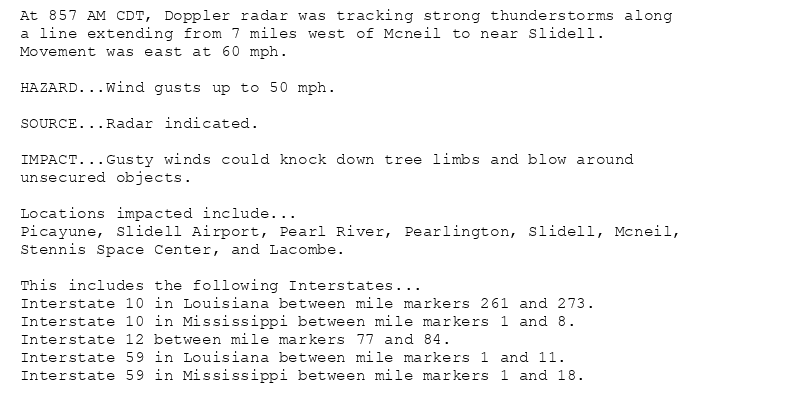 At 857 AM CDT, Doppler radar was tracking strong thunderstorms along
a line extending from 7 miles west of Mcneil to near Slidell.
Movement was east at 60 mph.
HAZARD...Wind gusts up to 50 mph.
SOURCE...Radar indicated.
IMPACT...Gusty winds could knock down tree limbs and blow around
unsecured objects.
Locations impacted include...
Picayune, Slidell Airport, Pearl River, Pearlington, Slidell, Mcneil,
Stennis Space Center, and Lacombe.
This includes the following Interstates...
Interstate 10 in Louisiana between mile markers 261 and 273.
Interstate 10 in Mississippi between mile markers 1 and 8.
Interstate 12 between mile markers 77 and 84.
Interstate 59 in Louisiana between mile markers 1 and 11.
Interstate 59 in Mississippi between mile markers 1 and 18.